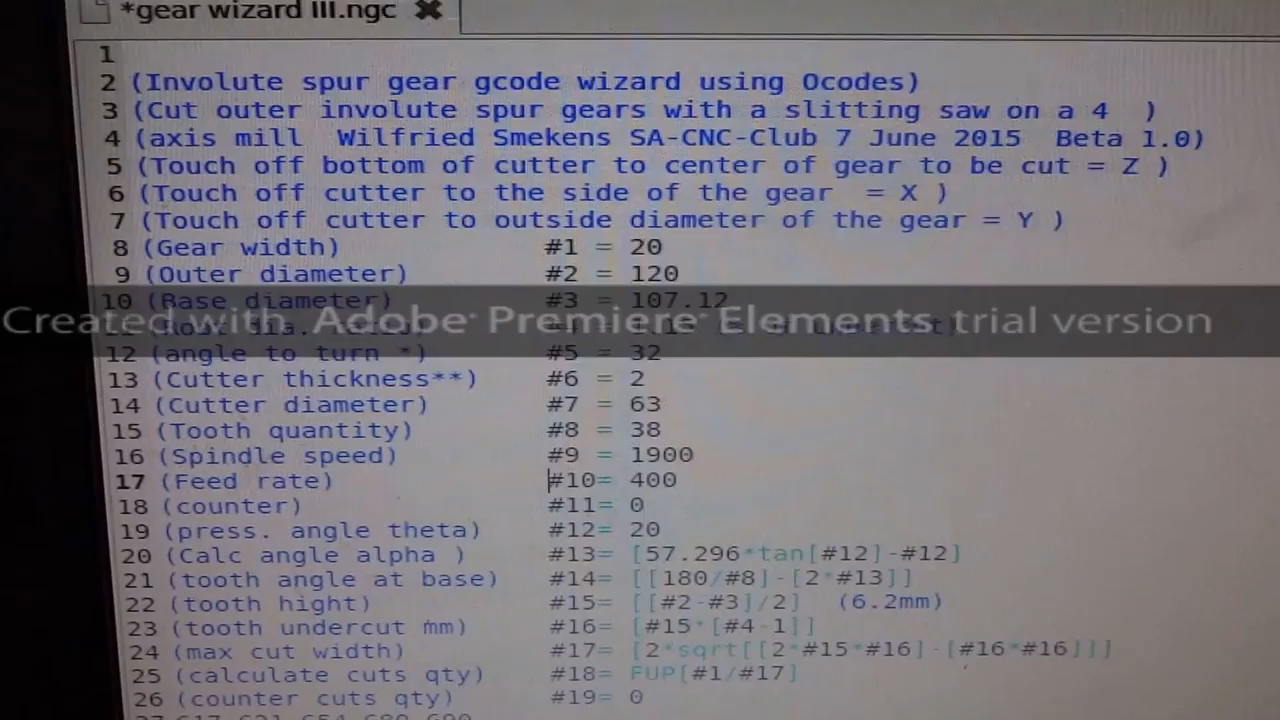 *gear wizard III.ngc ✖
1
2 (Involute spur gear gcode wizard using Ocodes)
3 (Cut outer involute spur gears with a slitting saw on a 4  )
4 (axis mill  Wilfried Smekens SA-CNC-Club 7 June 2015  Beta 1.0)
5 (Touch off bottom of cutter to center of gear to be cut = Z )
6 (Touch off cutter to the side of the gear  = X )
7 (Touch off cutter to outside diameter of the gear = Y )
8 (Gear width) #1 = 20
9 (Outer diameter) #2 = 120
10 (Base diameter) #3 = 107.12
Created with Adobe Premiere Elements trial version
12 (angle to turn *) #5 = 32
13 (Cutter thickness**) #6 = 2
14 (Cutter diameter) #7 = 63
15 (Tooth quantity) #8 = 38
16 (Spindle speed) #9 = 1900
17 (Feed rate) #10= 400
18 (counter) #11= 0
19 (press. angle theta) #12= 20
20 (Calc angle alpha ) #13= [57.296*tan[#12]-#12]
21 (tooth angle at base) #14= [[180/#8]-[2*#13]]
22 (tooth hight) #15= [[#2-#3]/2] (6.2mm)
23 (tooth undercut mm) #16= [#15*[#4-1]]
24 (max cut width) #17= [2*sqrt[[2*#15*#16]-[#16*#16]]]
25 (calculate cuts qty) #18= FUP[#1/#17]
26 (counter cuts qty) #19= 0